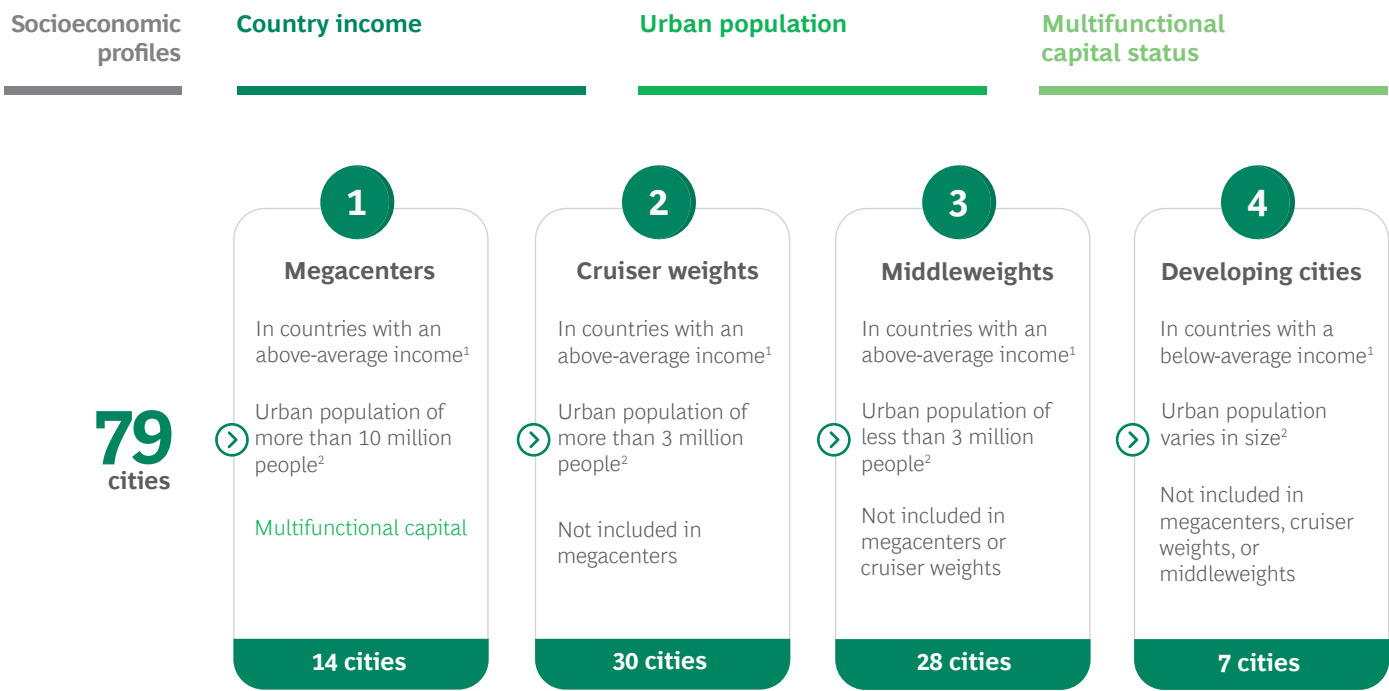 Socioeconomic
profiles
Country income
Urban population
Multifunctional
capital status
79
cities
1
Megacenters
In countries with an
above-average income¹
Urban population of
more than 10 million
people²
Multifunctional capital
14 cities
2
Cruiser weights
In countries with an
above-average income¹
Urban population of
more than 3 million
people²
Not included in
megacenters
30 cities
3
Middleweights
In countries with an
above-average income¹
Urban population of
less than 3 million
people²
Not included in
megacenters or
cruiser weights
28 cities
4
Developing cities
In countries with a
below-average income¹
Urban population
varies in size²
Not included in
megacenters, cruiser
weights, or
middleweights
7 cities